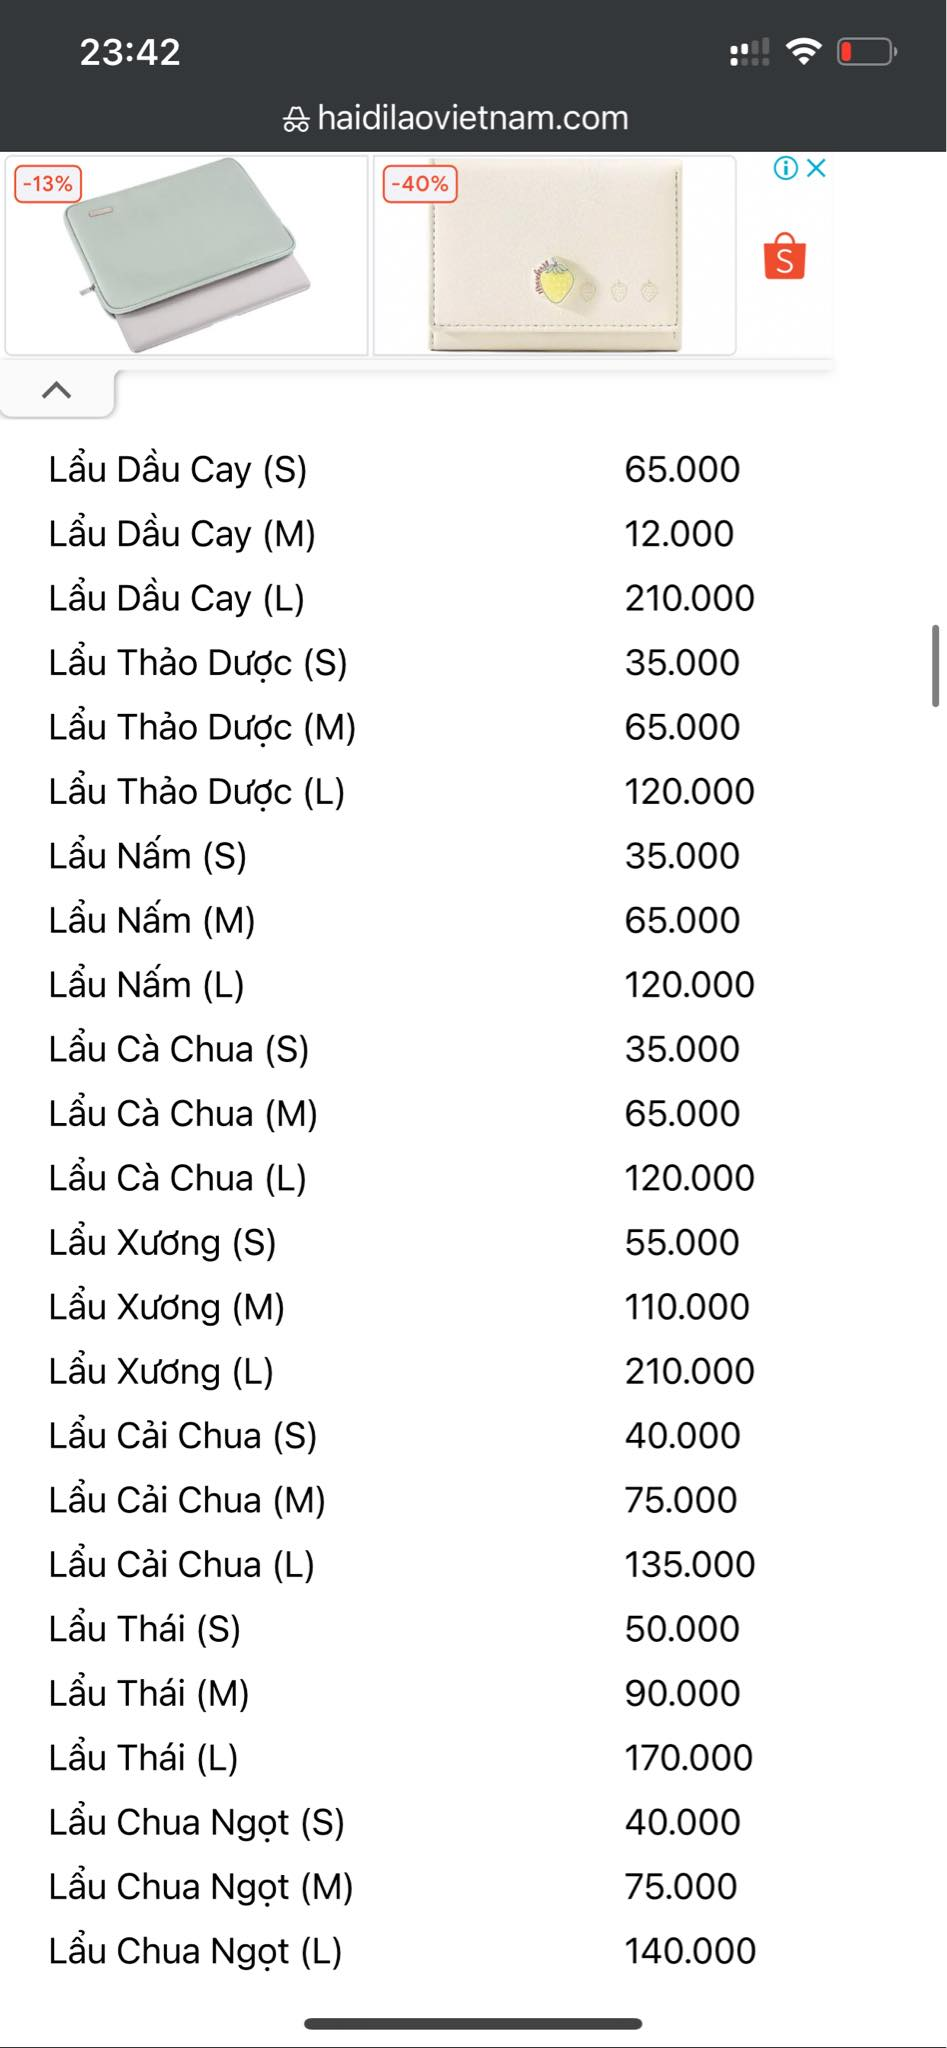 23:42
haidilaovietnam.com
-13%
-40%
S
Lẩu Dầu Cay (S) 65.000
Lẩu Dầu Cay (M) 12.000
Lẩu Dầu Cay (L) 210.000
Lẩu Thảo Dược (S) 35.000
Lẩu Thảo Dược (M) 65.000
Lẩu Thảo Dược (L) 120.000
Lẩu Nấm (S) 35.000
Lẩu Nấm (M) 65.000
Lẩu Nấm (L) 120.000
Lẩu Cà Chua (S) 35.000
Lẩu Cà Chua (M) 65.000
Lẩu Cà Chua (L) 120.000
Lẩu Xương (S) 55.000
Lẩu Xương (M) 110.000
Lẩu Xương (L) 210.000
Lẩu Cải Chua (S) 40.000
Lẩu Cải Chua (M) 75.000
Lẩu Cải Chua (L) 135.000
Lẩu Thái (S) 50.000
Lẩu Thái (M) 90.000
Lẩu Thái (L) 170.000
Lẩu Chua Ngọt (S) 40.000
Lẩu Chua Ngọt (M) 75.000
Lẩu Chua Ngọt (L) 140.000